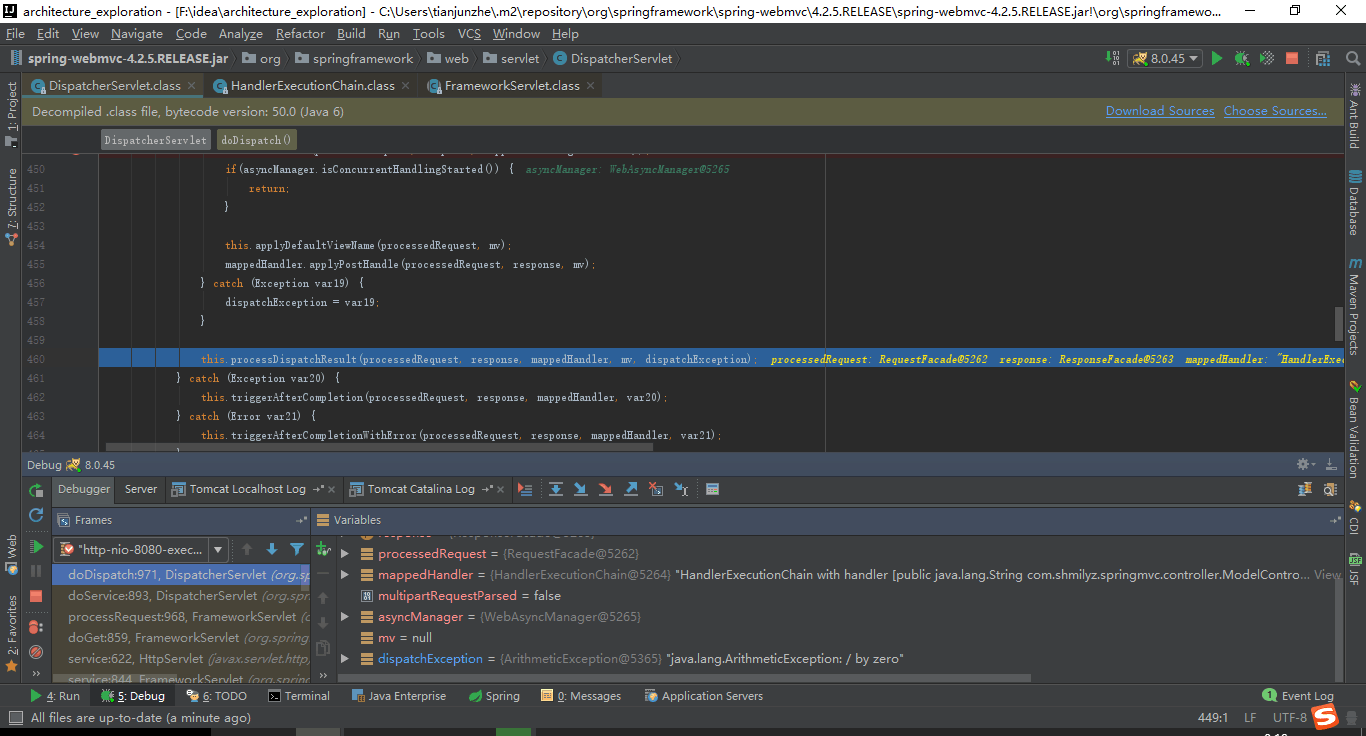 architecture_exploration - [F:\idea\architecture_exploration] - C:\Users\tianjunzhe\.m2\repository\org\springframework\spring-webmvc\4.2.5.RELEASE\spring-webmvc-4.2.5.RELEASE.jar!\org\springframewo...
File Edit View Navigate Code Analyze Refactor Build Run Tools VCS Window Help
spring-webmvc-4.2.5.RELEASE.jar org springframework web servlet DispatcherServlet 8.0.45
DispatcherServlet.class HandlerExecutionChain.class FrameworkServlet.class
Decompiled .class file, bytecode version: 50.0 (Java 6) Download Sources Choose Sources...
DispatcherServlet doDispatch()
450 if(asyncManager.isConcurrentHandlingStarted()) { asyncManager: WebAsyncManager@5265
451 return;
452 }
453
454 this.applyDefaultViewName(processedRequest, mv);
455 mappedHandler.applyPostHandle(processedRequest, response, mv);
456 } catch (Exception var19) {
457 dispatchException = var19;
458 }
459
460 this.processDispatchResult(processedRequest, response, mappedHandler, mv, dispatchException); processedRequest: RequestFacade@5262 response: ResponseFacade@5263 mappedHandler: "HandlerExec
461 } catch (Exception var20) {
462 this.triggerAfterCompletion(processedRequest, response, mappedHandler, var20);
463 } catch (Error var21) {
464 this.triggerAfterCompletionWithError(processedRequest, response, mappedHandler, var21);
1: Project
7: Structure
Web
2: Favorites
Ant Build
Database
Maven Projects
Bean Validation
CDI
JSF
Debug 8.0.45
Debugger Server Tomcat Localhost Log Tomcat Catalina Log
Frames
"http-nio-8080-exec...
doDispatch:971, DispatcherServlet (org.sp
doService:893, DispatcherServlet (org.spr
processRequest:968, FrameworkServlet (o
doGet:859, FrameworkServlet (org.spring
service:622, HttpServlet (javax.servlet.http,
service:844, FrameworkServlet (org.spring
Variables
processedRequest = {RequestFacade@5262}
mappedHandler = {HandlerExecutionChain@5264} "HandlerExecutionChain with handler [public java.lang.String com.shmilyz.springmvc.controller.ModelContro... View
multipartRequestParsed = false
asyncManager = {WebAsyncManager@5265}
mv = null
dispatchException = {ArithmeticException@5365} "java.lang.ArithmeticException: / by zero"
4: Run 5: Debug 6: TODO Terminal Java Enterprise Spring 0: Messages Application Servers 1 Event Log
All files are up-to-date (a minute ago) 449:1 LF UTF-8